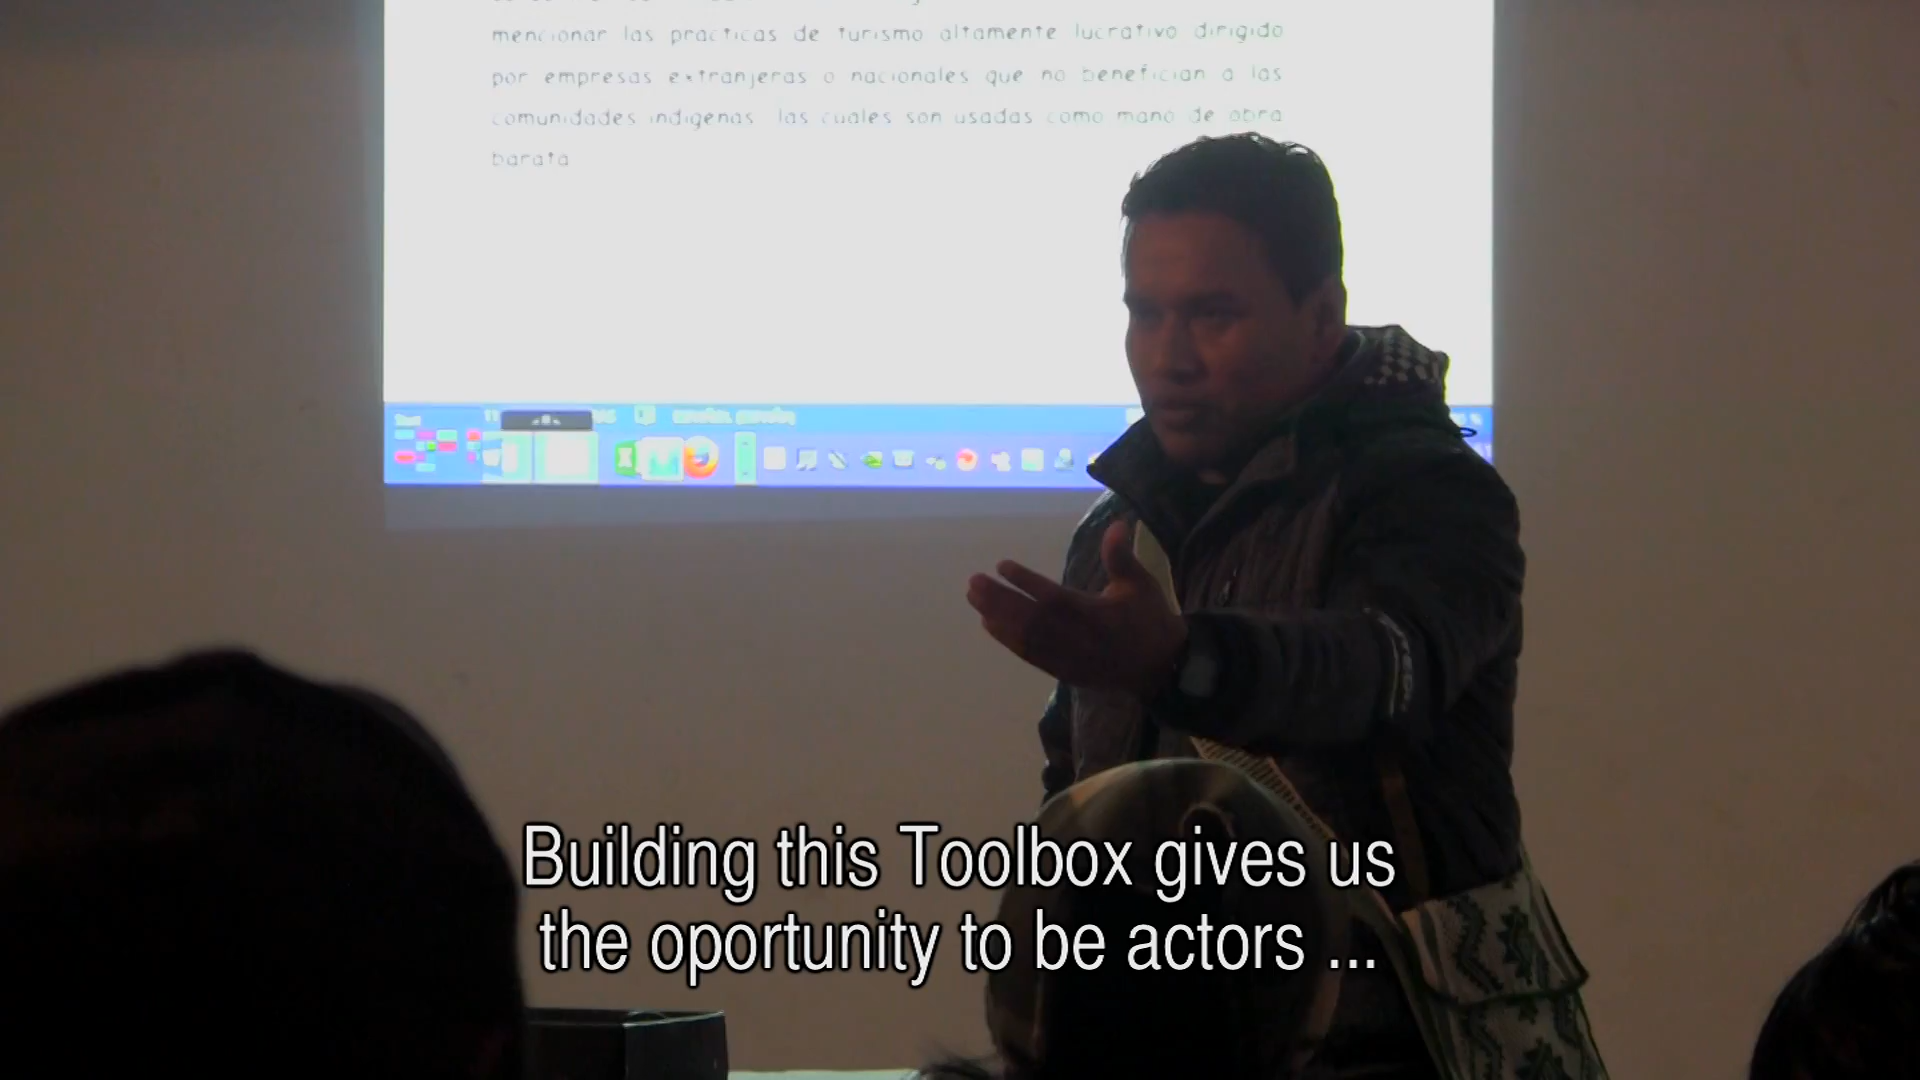 mencionar las practicas de turismo altamente lucrativo dirigido
por empresas extranjeras o nacionales que no benefician a las
comunidades indigenas las cuales son usadas como mano de obra
barata
Start
Building this Toolbox gives us
the oportunity to be actors ...